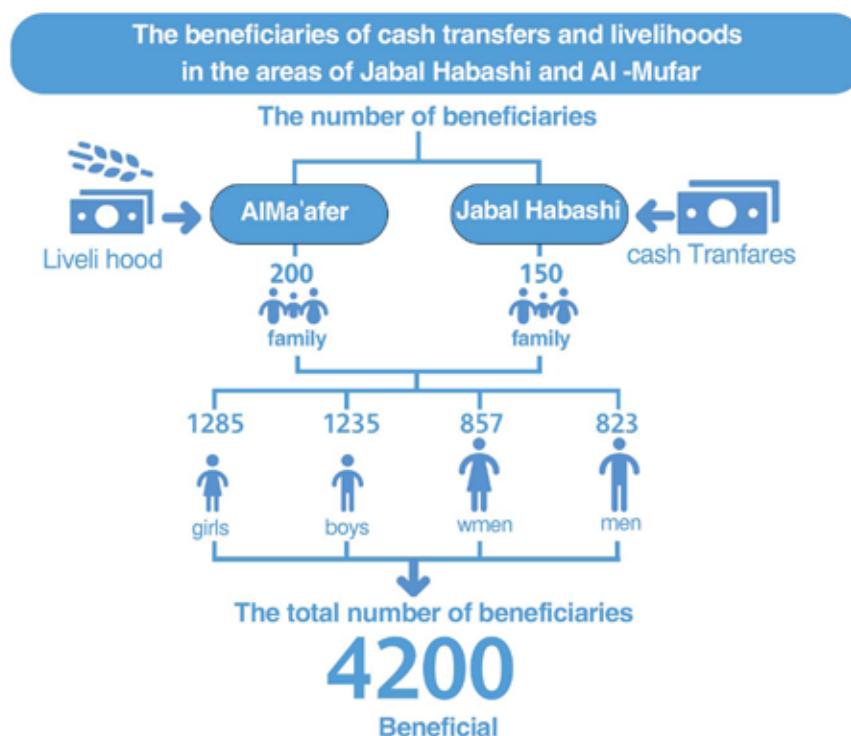 The beneficiaries of cash transfers and livelihoods
in the areas of Jabal Habashi and Al -Mufar
The number of beneficiaries
AlMa'afer
Jabal Habashi
Liveli hood
cash Tranfares
200
family
150
family
1285
girls
1235
boys
857
wmen
823
men
The total number of beneficiaries
4200
Beneficial